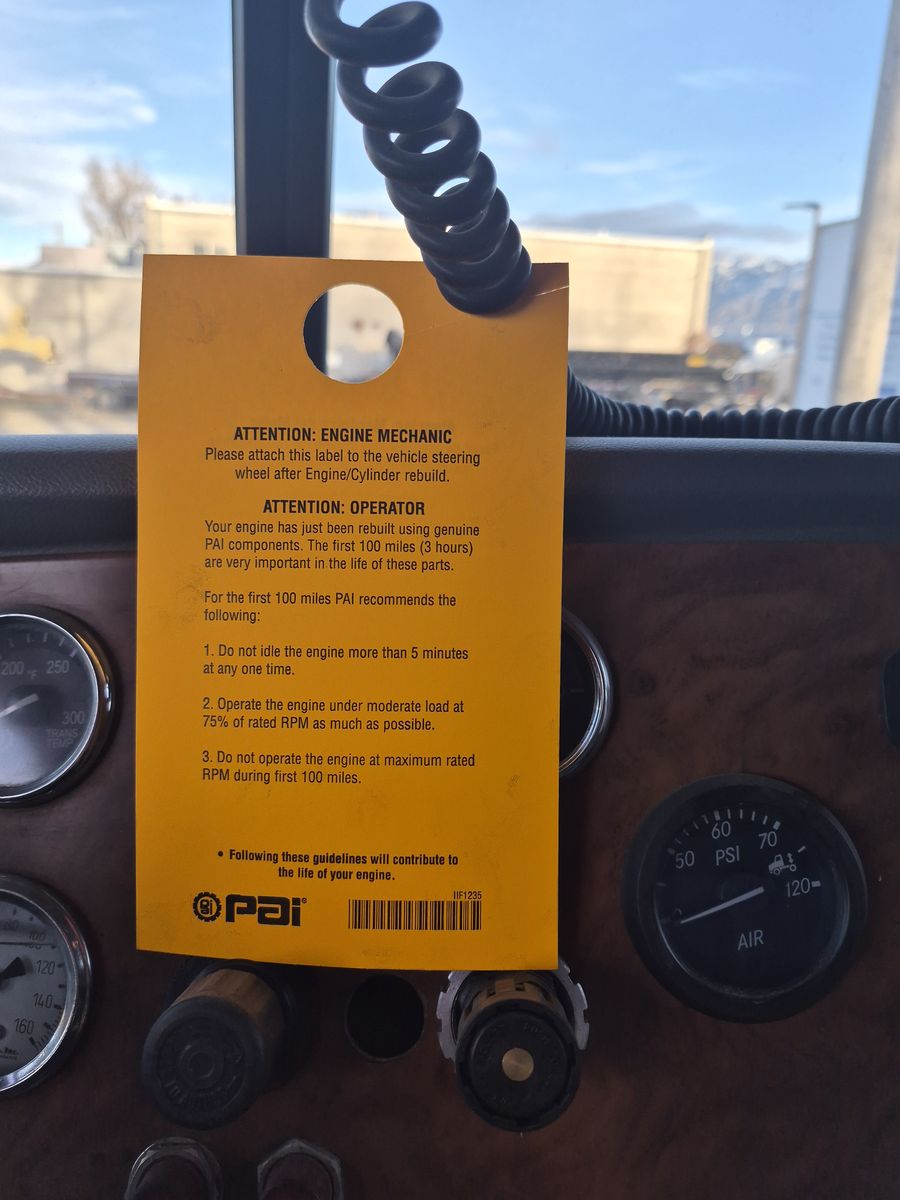 ATTENTION: ENGINE MECHANIC
Please attach this label to the vehicle steering
wheel after Engine/Cylinder rebuild.
ATTENTION: OPERATOR
Your engine has just been rebuilt using genuine
PAI components. The first 100 miles (3 hours)
are very important in the life of these parts.
For the first 100 miles PAI recommends the
following:
1. Do not idle the engine more than 5 minutes
at any one time.
2. Operate the engine under moderate load at
75% of rated RPM as much as possible.
3. Do not operate the engine at maximum rated
RPM during first 100 miles.
• Following these guidelines will contribute to
the life of your engine.
pai®
IIF1235
200 °F 250
300
TRANS
TEMP
100
120
140
160
50 60 70
PSI
120
AIR